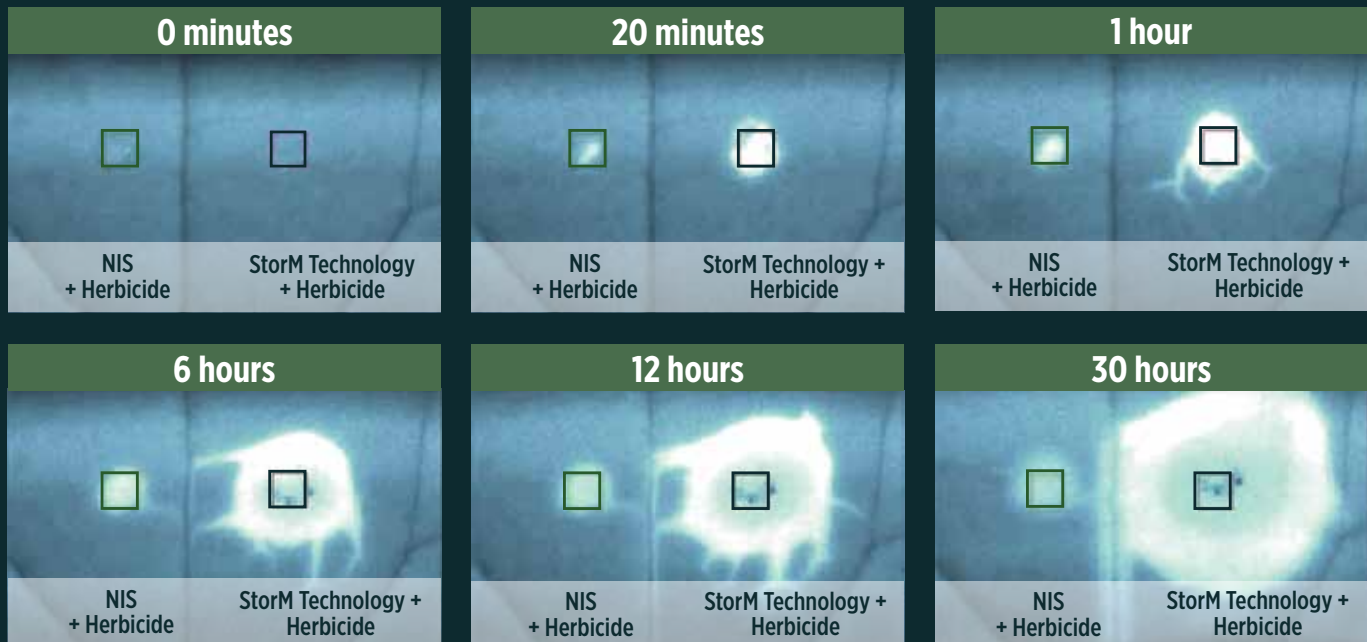 0 minutes
NIS
+ Herbicide
StorM Technology
+ Herbicide
20 minutes
NIS
+ Herbicide
StorM Technology +
Herbicide
1 hour
NIS
+ Herbicide
StorM Technology +
Herbicide
6 hours
NIS
+ Herbicide
StorM Technology +
Herbicide
12 hours
NIS
+ Herbicide
StorM Technology +
Herbicide
30 hours
NIS
+ Herbicide
StorM Technology +
Herbicide